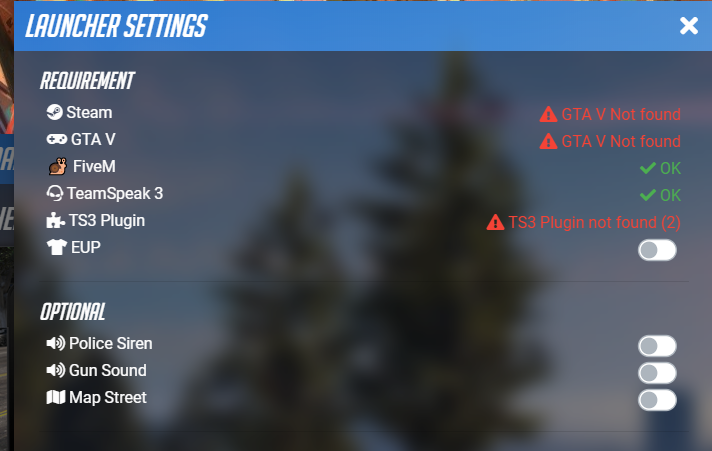 LAUNCHER SETTINGS
REQUIREMENT
Steam GTA V Not found
GTA V GTA V Not found
FiveM OK
TeamSpeak 3 OK
TS3 Plugin TS3 Plugin not found (2)
EUP
OPTIONAL
Police Siren
Gun Sound
Map Street